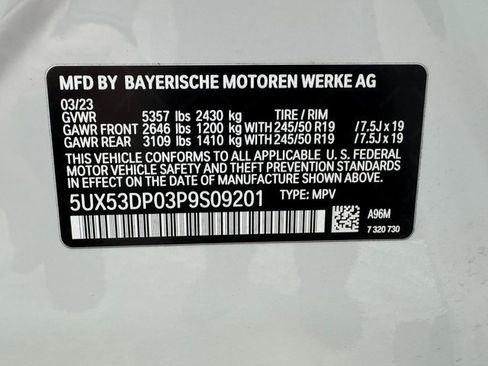 MFD BY BAYERISCHE MOTOREN WERKE AG
03/23
GVWR 5357 lbs 2430 kg TIRE / RIM
GAWR FRONT 2646 lbs 1200 kg WITH 245/50 R19 /7.5J x 19
GAWR REAR 3109 lbs 1410 kg WITH 245/50 R19 /7.5J x 19
THIS VEHICLE CONFORMS TO ALL APPLICABLE U. S. FEDERAL
MOTOR VEHICLE SAFETY, BUMPER, AND THEFT PREVENTION
STANDARDS IN EFFECT ON THE DATE OF MANUFACTURE SHOWN ABOVE.
5UX53DP03P9S09201 TYPE: MPV
A96M
7 320 730